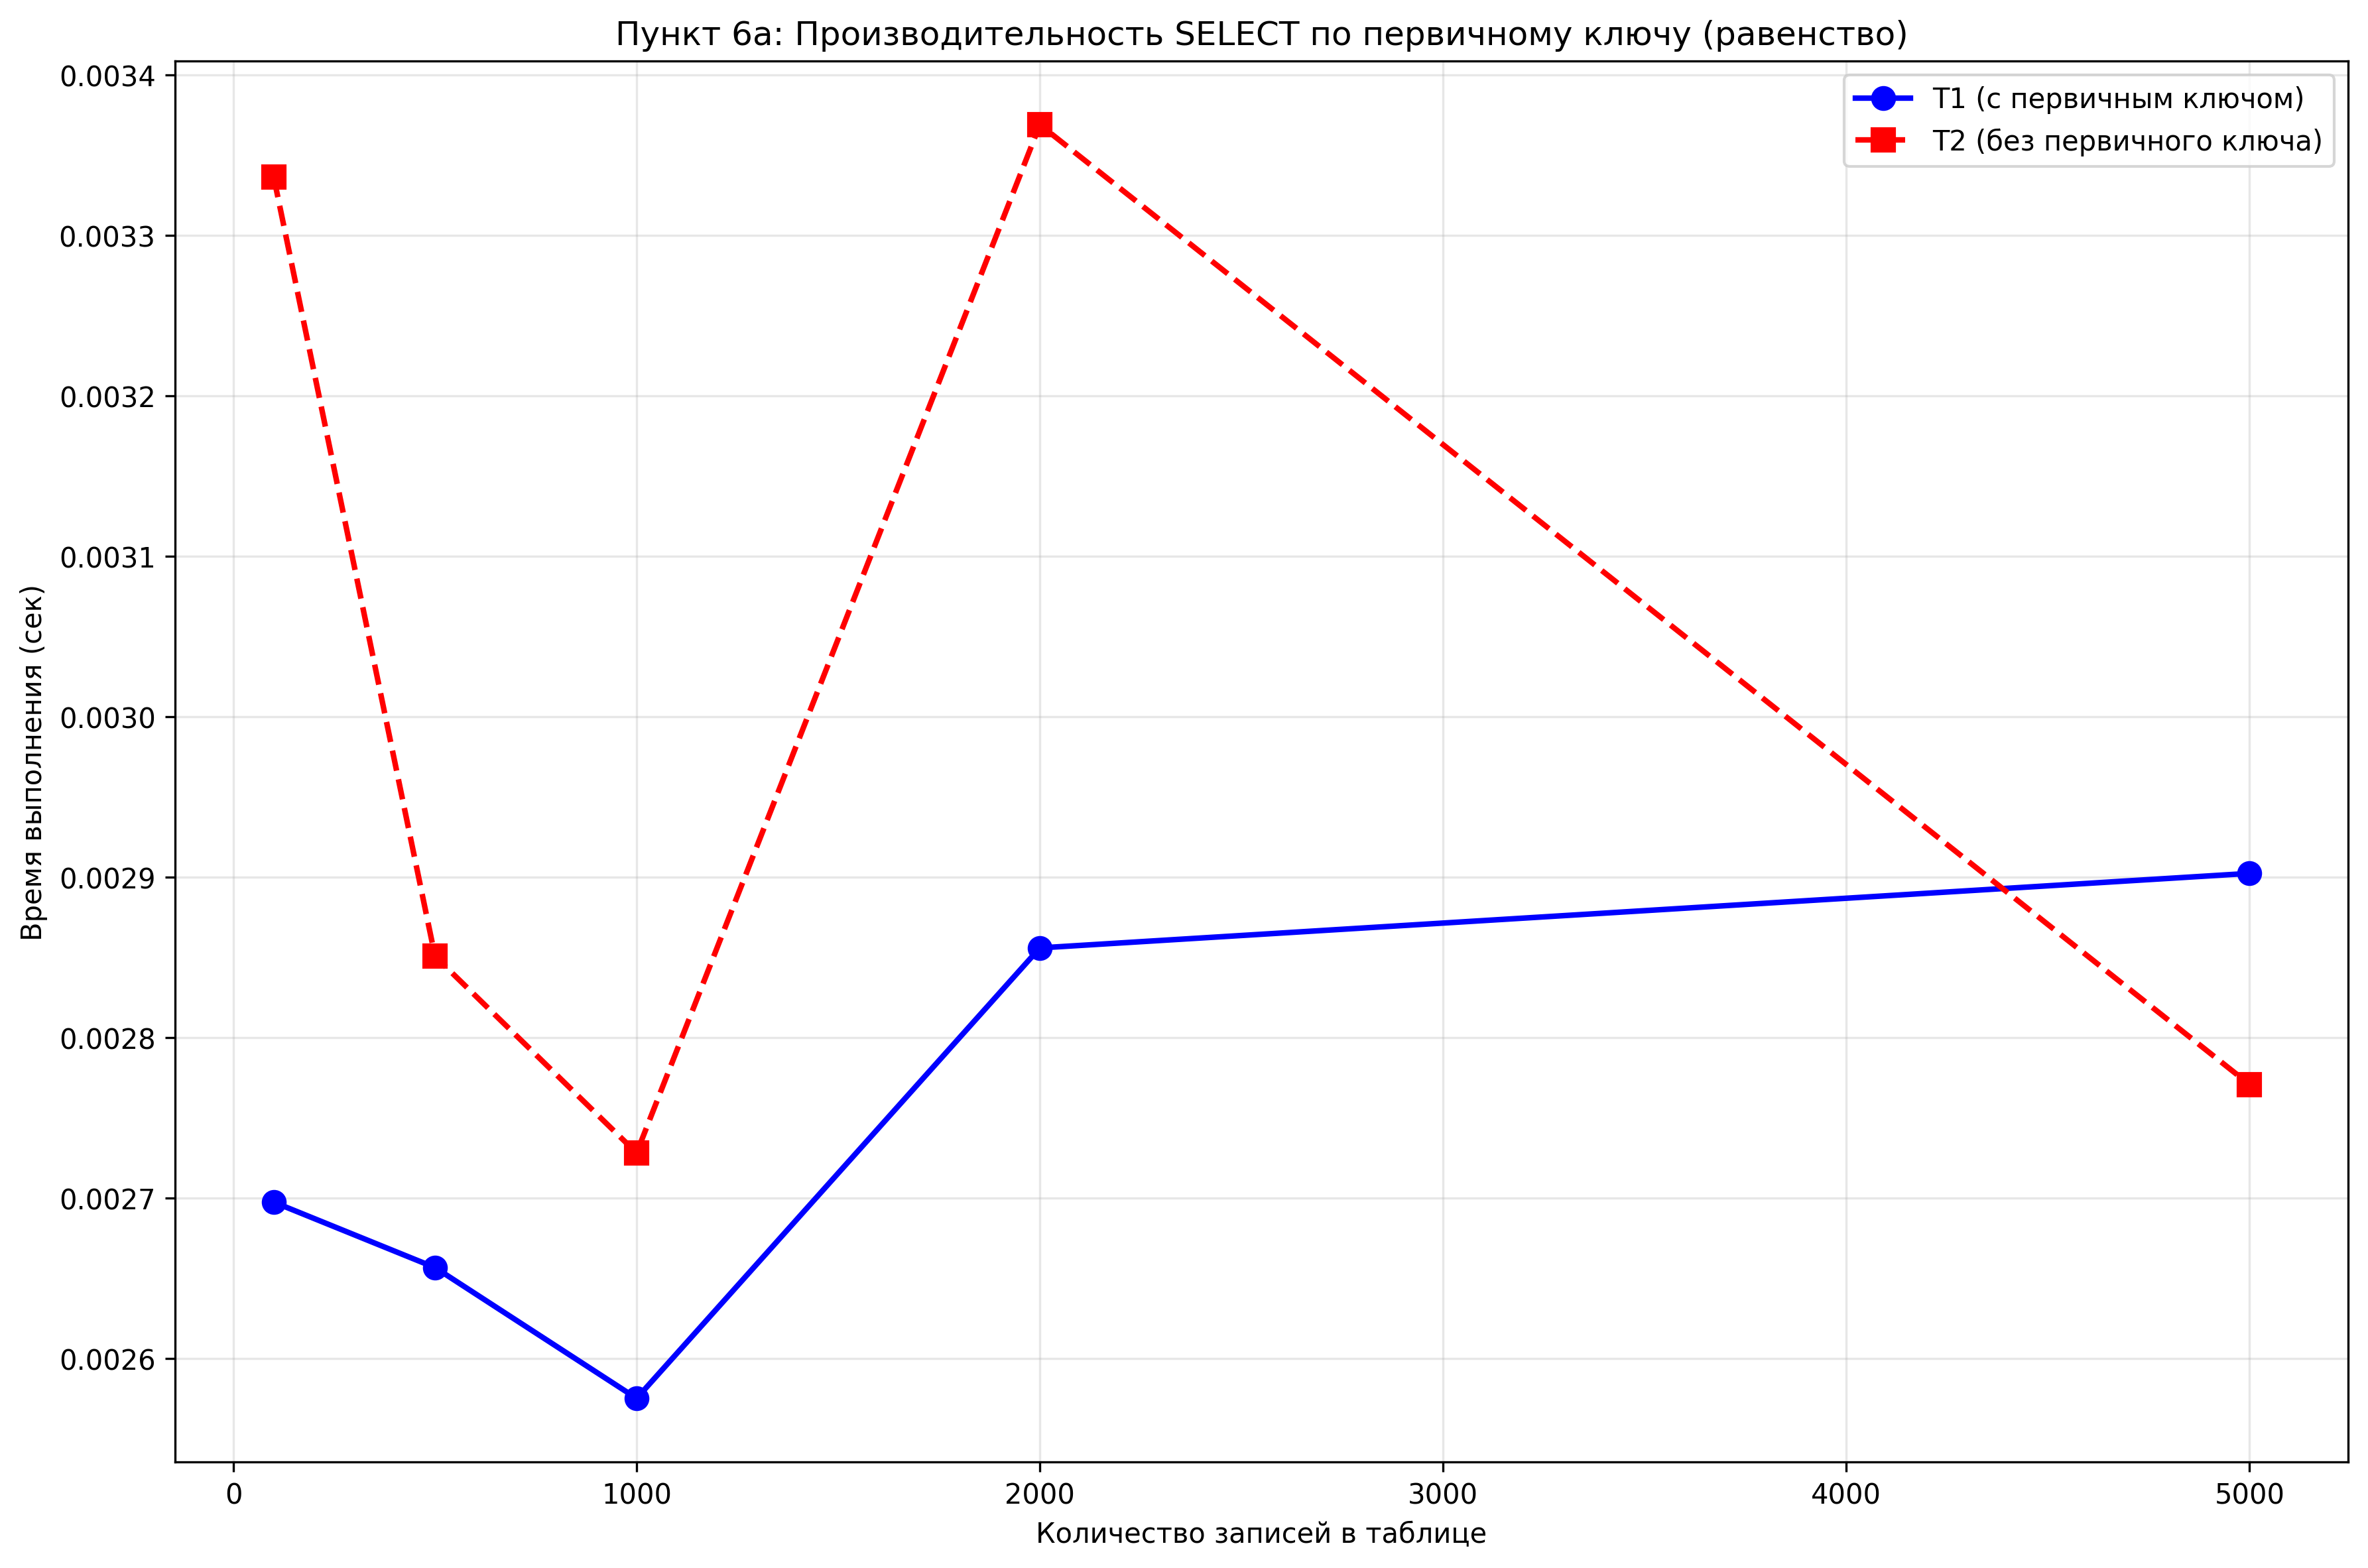 Пункт 6a: Производительность SELECT по первичному ключу (равенство)
T1 (с первичным ключом)
T2 (без первичного ключа)
Время выполнения (сек)
0.0034
0.0033
0.0032
0.0031
0.0030
0.0029
0.0028
0.0027
0.0026
0 1000 2000 3000 4000 5000
Количество записей в таблице